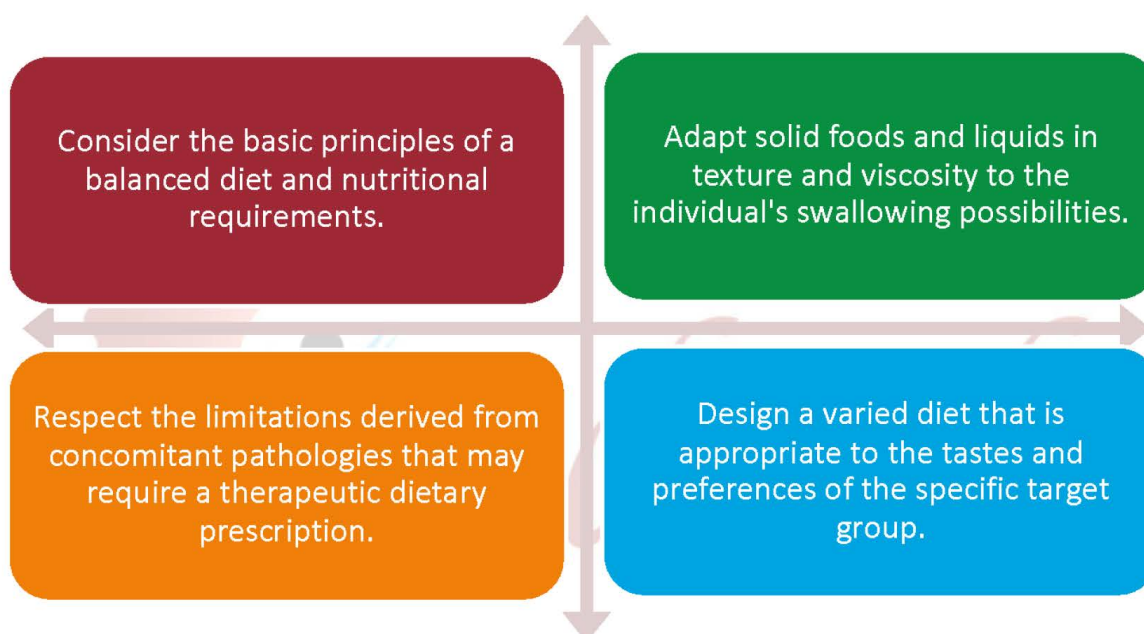 Consider the basic principles of a
balanced diet and nutritional
requirements.
Adapt solid foods and liquids in
texture and viscosity to the
individual's swallowing possibilities.
Respect the limitations derived from
concomitant pathologies that may
require a therapeutic dietary
prescription.
Design a varied diet that is
appropriate to the tastes and
preferences of the specific target
group.